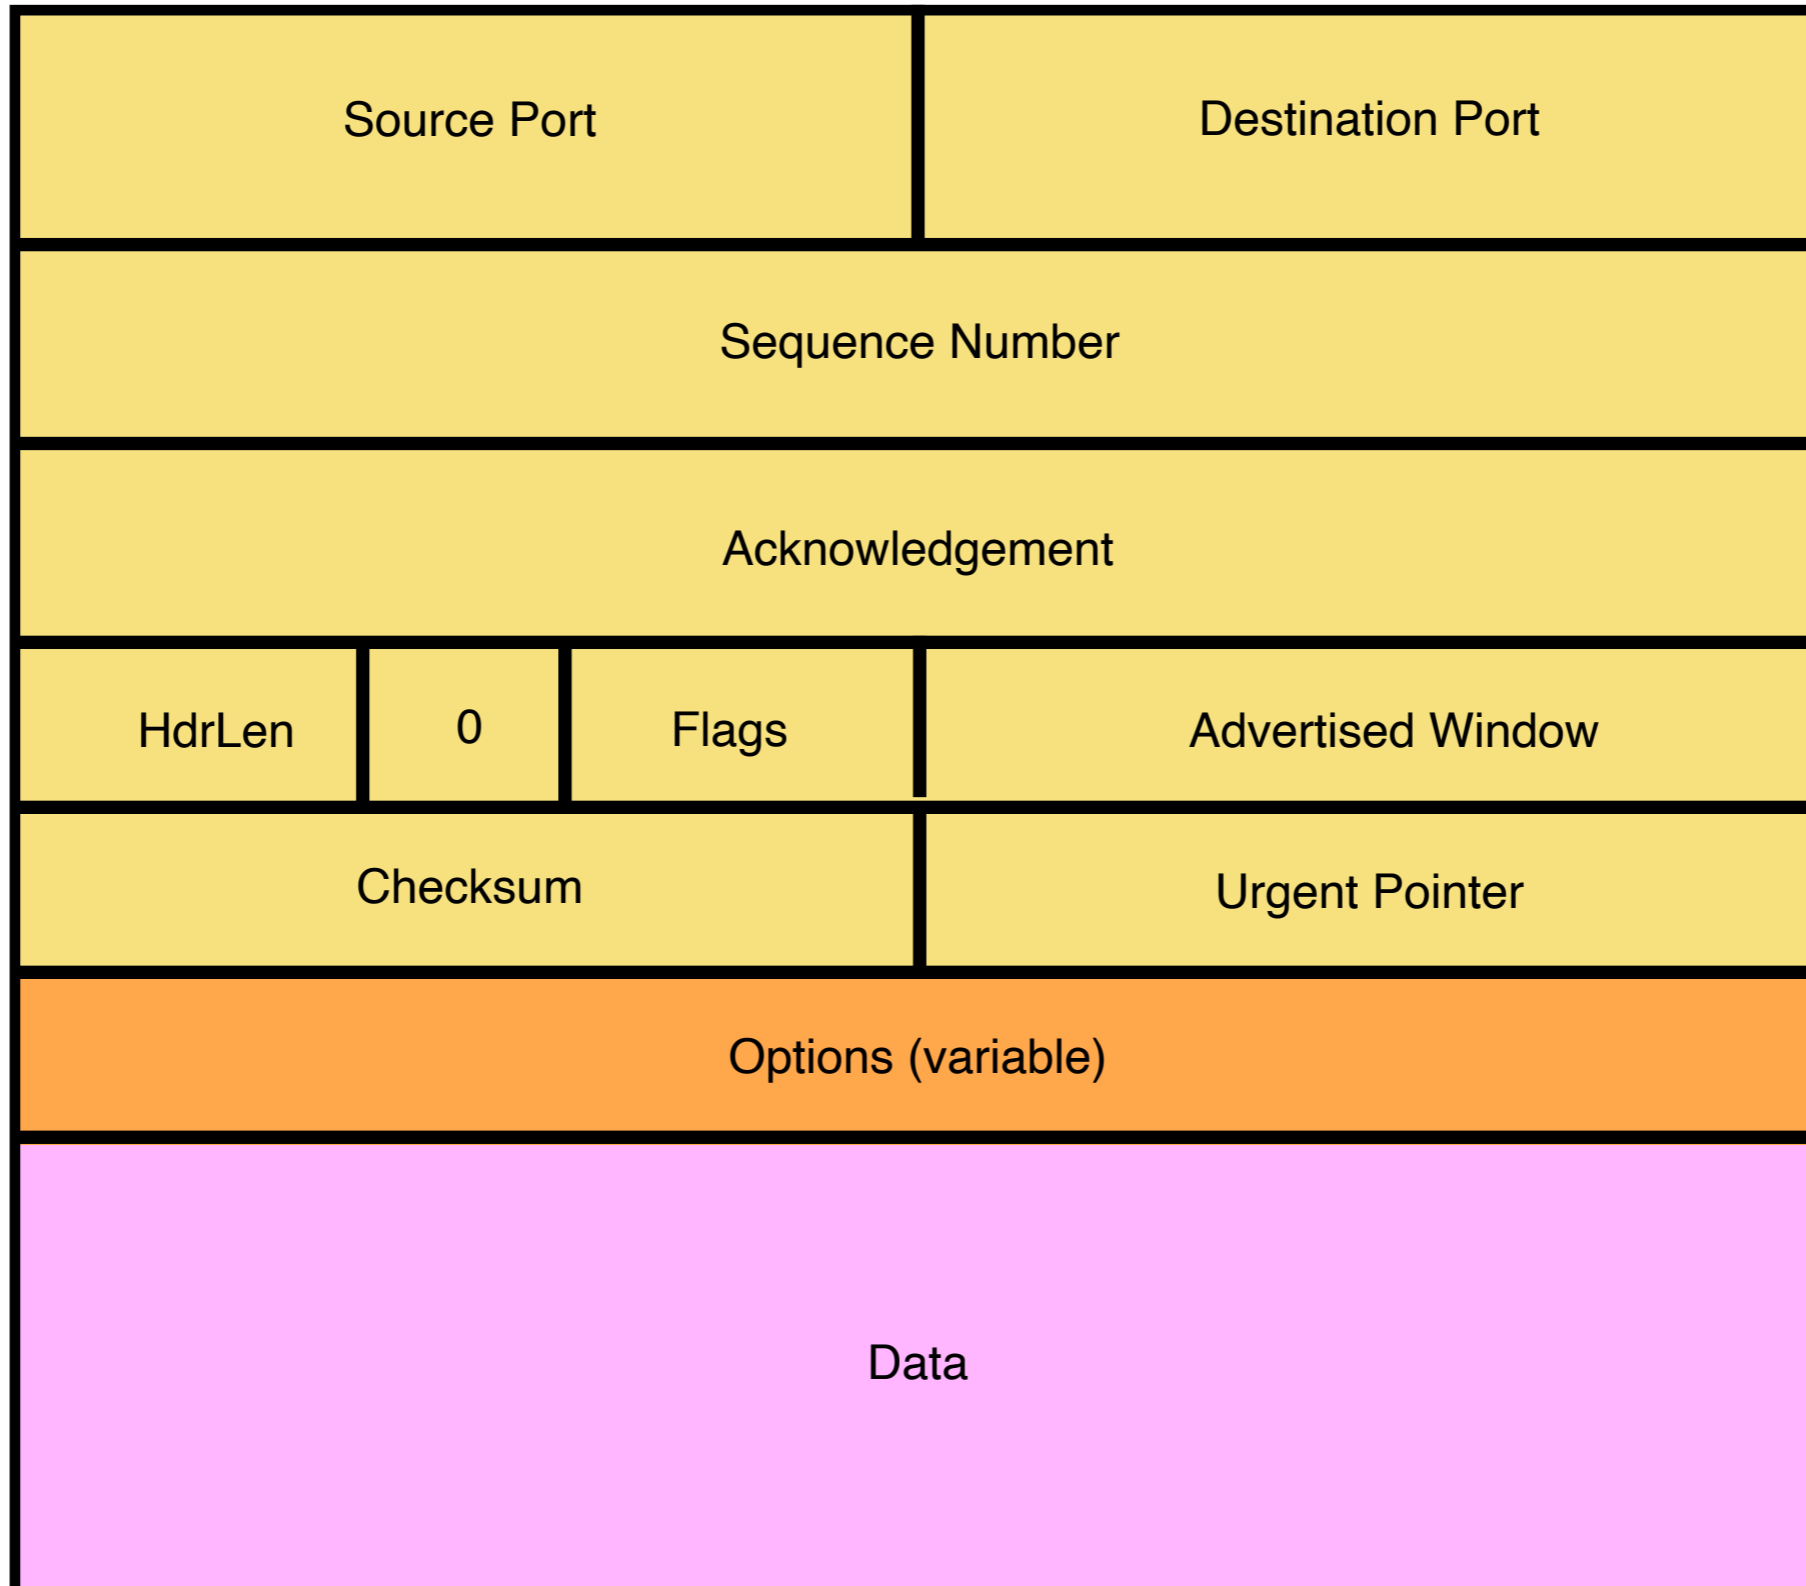 Source Port
Destination Port
Sequence Number
Acknowledgement
HdrLen
0
Flags
Advertised Window
Checksum
Urgent Pointer
Options (variable)
Data